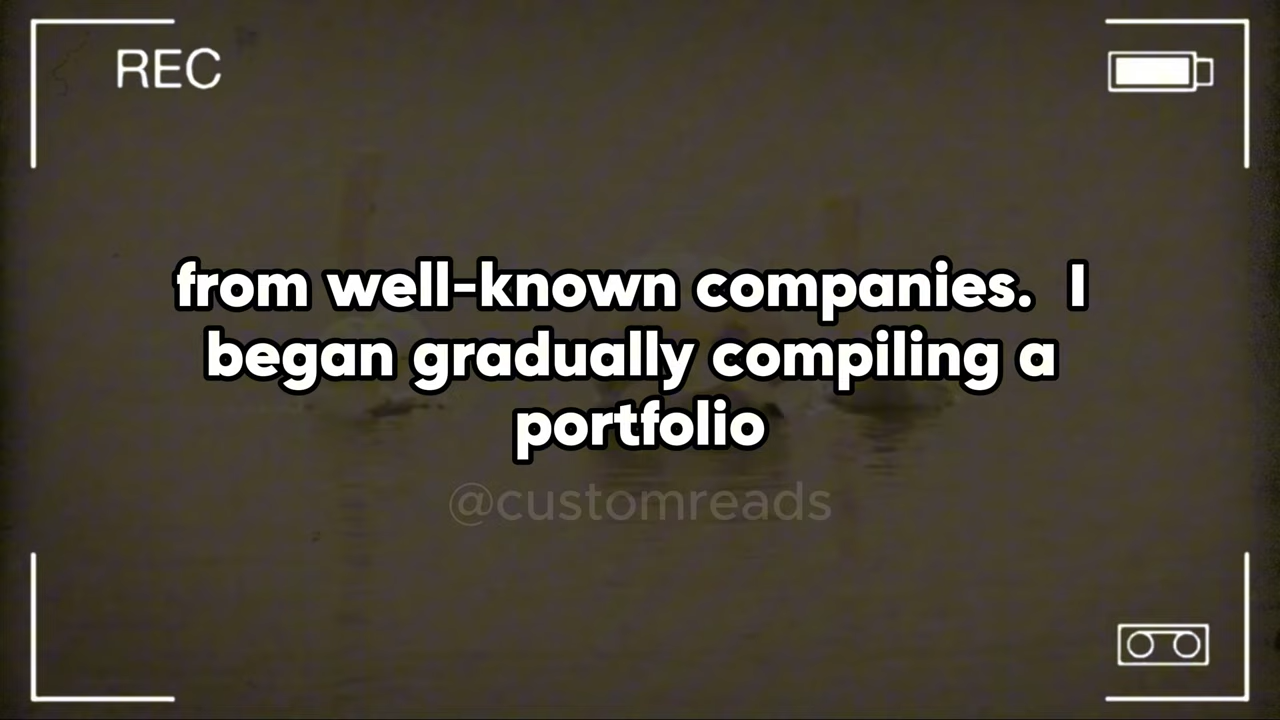 REC
from well-known companies.  I
began gradually compiling a
portfolio
@customreads